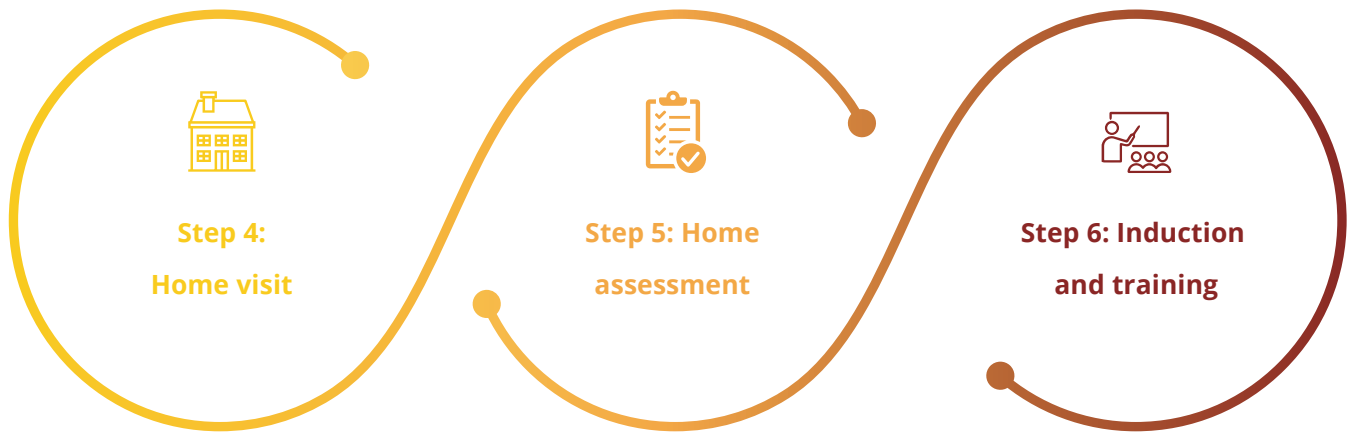 Step 4:
Home visit
Step 5: Home
assessment
Step 6: Induction
and training